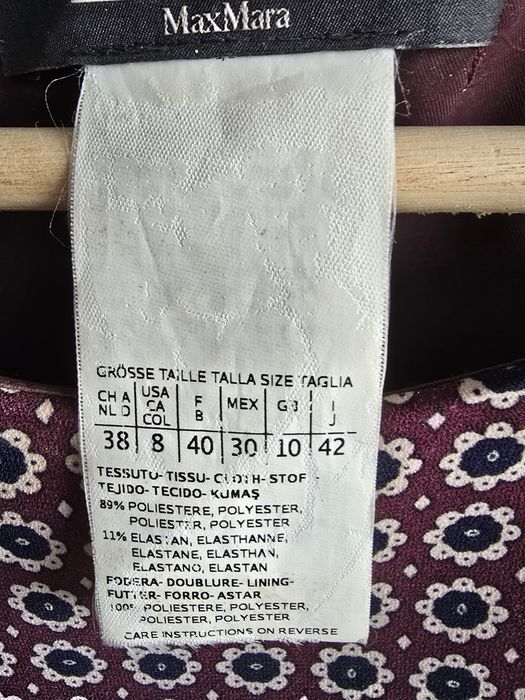 MaxMara
GRÖSSE TAILLE TALLA SIZE TAGLIA
CH A USA F MEX GB I
NL D CA B J
COL
38 8 40 30 10 42
TESSUTO-TISSU-CLOTH-STOFF-
TEJIDO-TECIDO-KUMAŞ
89% POLIESTERE, POLYESTER,
POLIESTER, POLYESTER
11% ELASTAN, ELASTHANNE,
ELASTANE, ELASTHAN,
ELASTANO, ELASTAN
FODERA-DOUBLURE-LINING-
FUTTER-FORRO-ASTAR
100% POLIESTERE, POLYESTER,
POLIESTER, POLYESTER
CARE INSTRUCTIONS ON REVERSE